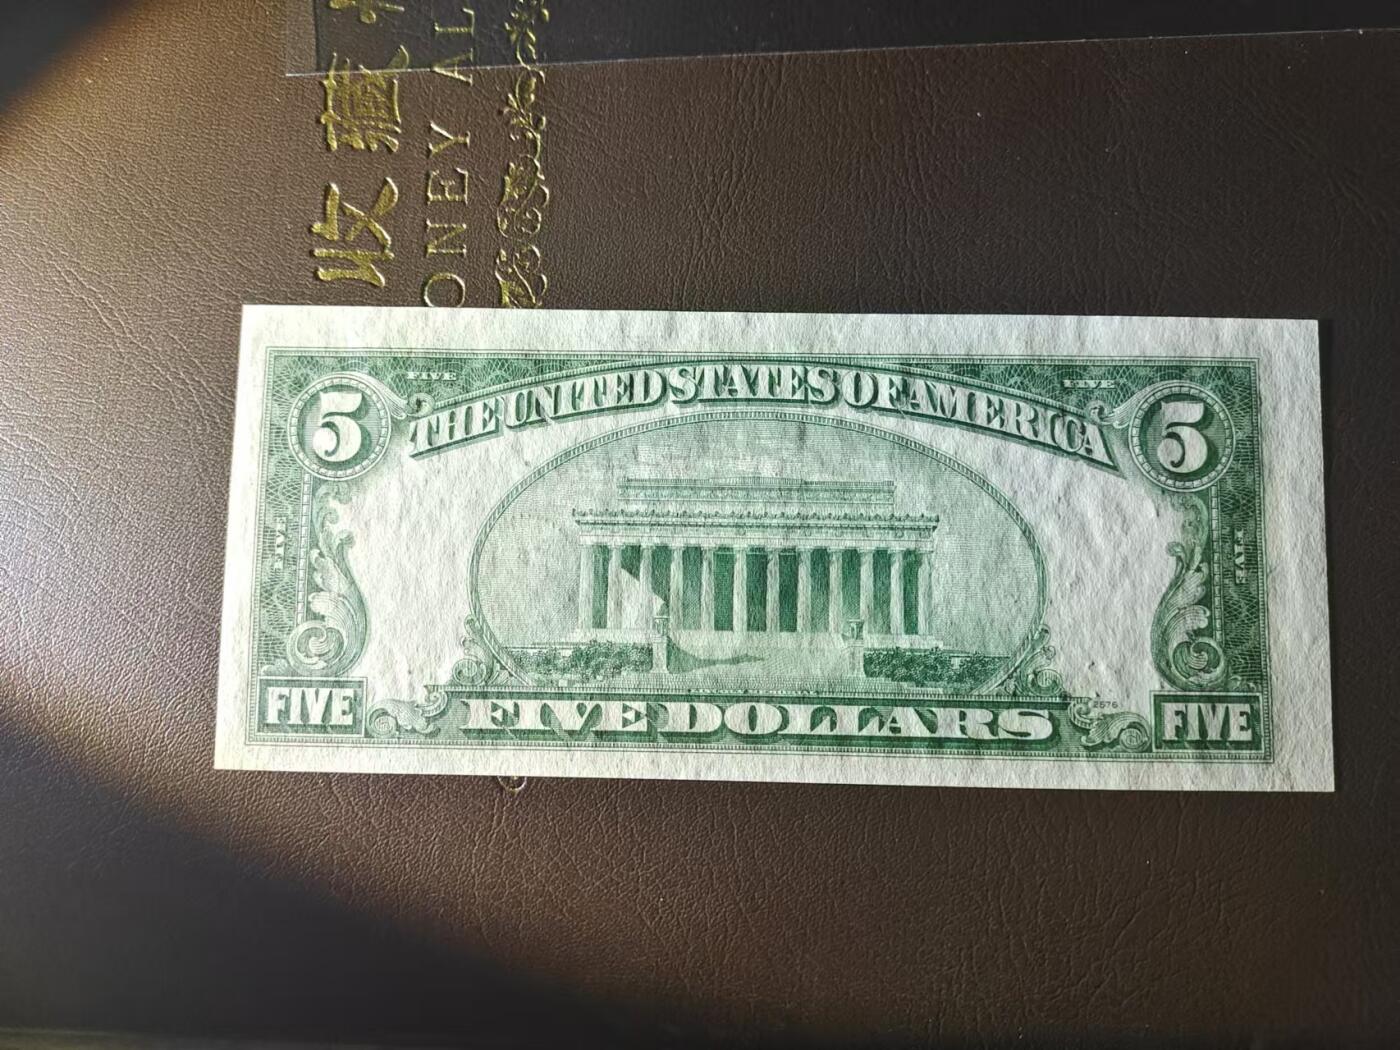 收藏
ONEY AL
FIVE FIVE
5 THE UNITED STATES OF AMERICA 5
FIVE FIVE
2576
FIVE FIVE DOLLARS FIVE